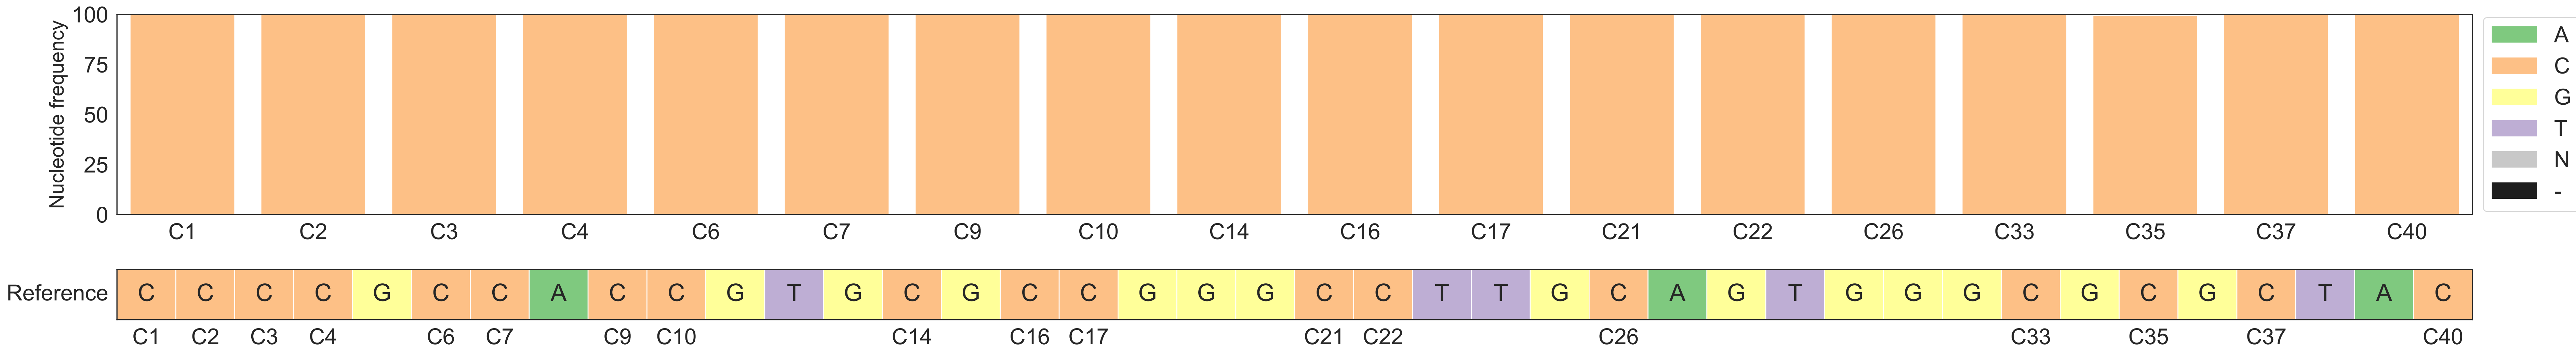 Nucleotide frequency
100
75
50
25
0
C1 C2 C3 C4 C6 C7 C9 C10 C14 C16 C17 C21 C22 C26 C33 C35 C37 C40
A
C
G
T
N
-
Reference C C C C G C C A C C G T G C G C C G G G C C T T G C A G T G G G C G C G C T A C
C1 C2 C3 C4 C6 C7 C9 C10 C14 C16 C17 C21 C22 C26 C33 C35 C37 C40